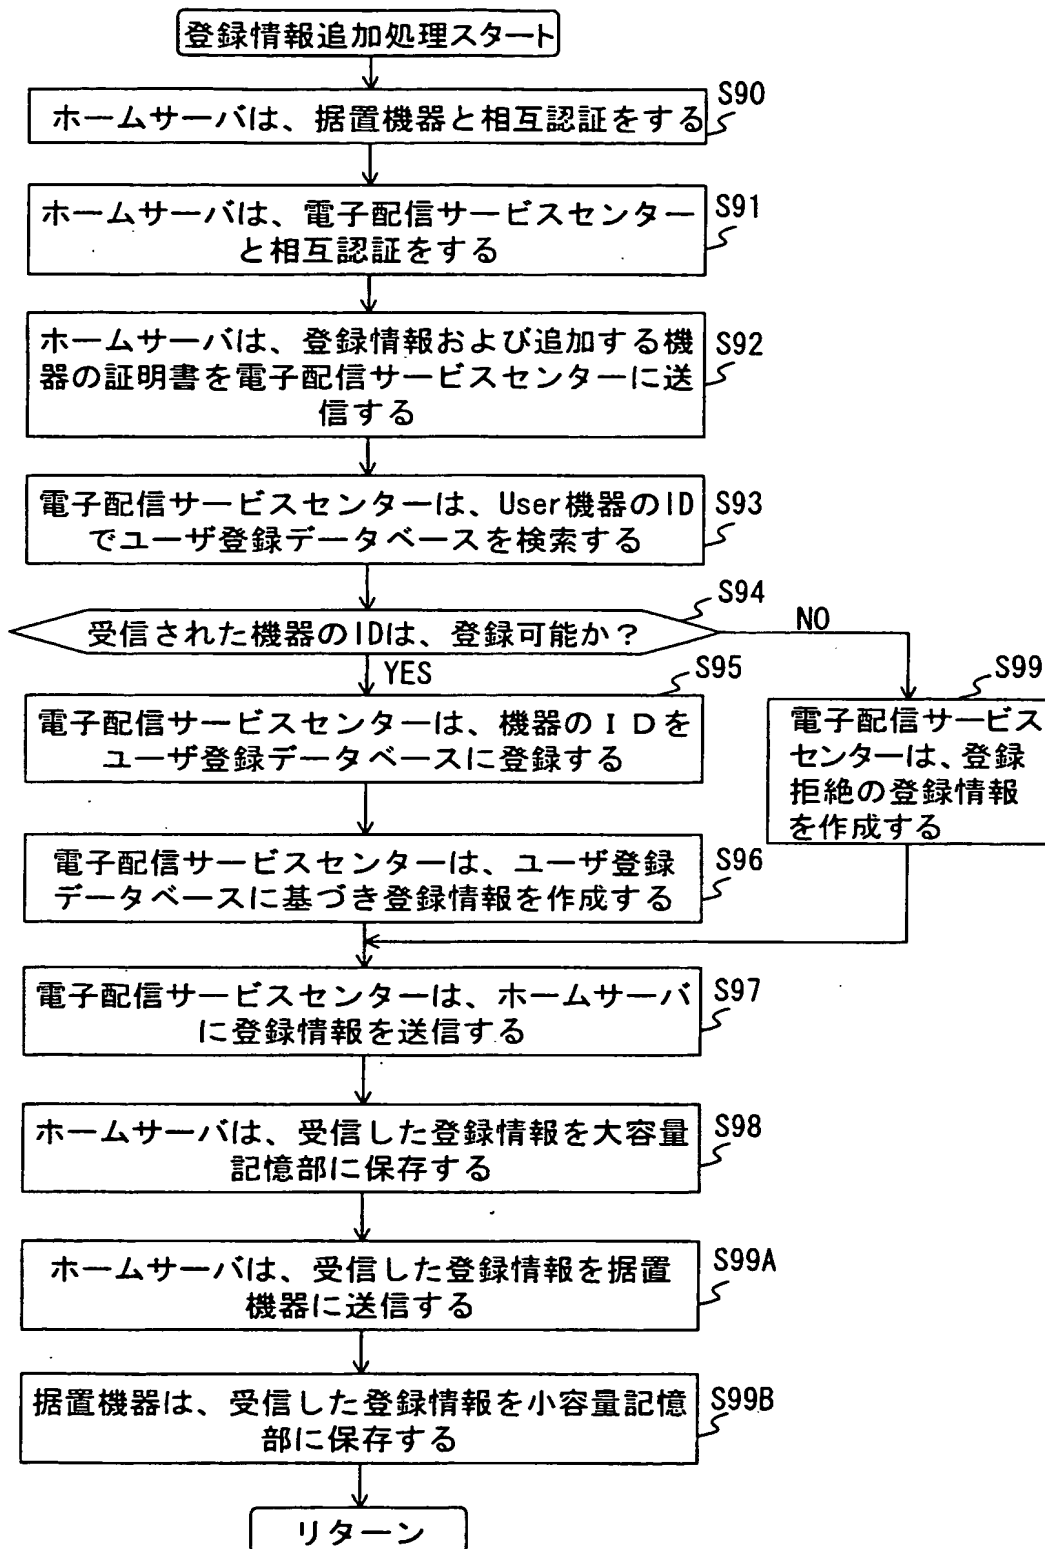 登録情報追加処理スタート
S90
ホームサーバは、据置機器と相互認証をする
S91
ホームサーバは、電子配信サービスセンター
と相互認証をする
S92
ホームサーバは、登録情報および追加する機
器の証明書を電子配信サービスセンターに送
信する
S93
電子配信サービスセンターは、User機器のID
でユーザ登録データベースを検索する
S94
受信された機器のIDは、登録可能か？
NO
YES
S95
電子配信サービスセンターは、機器のＩＤを
ユーザ登録データベースに登録する
S99
電子配信サービス
センターは、登録
拒絶の登録情報
を作成する
S96
電子配信サービスセンターは、ユーザ登録
データベースに基づき登録情報を作成する
S97
電子配信サービスセンターは、ホームサーバ
に登録情報を送信する
S98
ホームサーバは、受信した登録情報を大容量
記憶部に保存する
S99A
ホームサーバは、受信した登録情報を据置
機器に送信する
S99B
据置機器は、受信した登録情報を小容量記憶
部に保存する
リターン